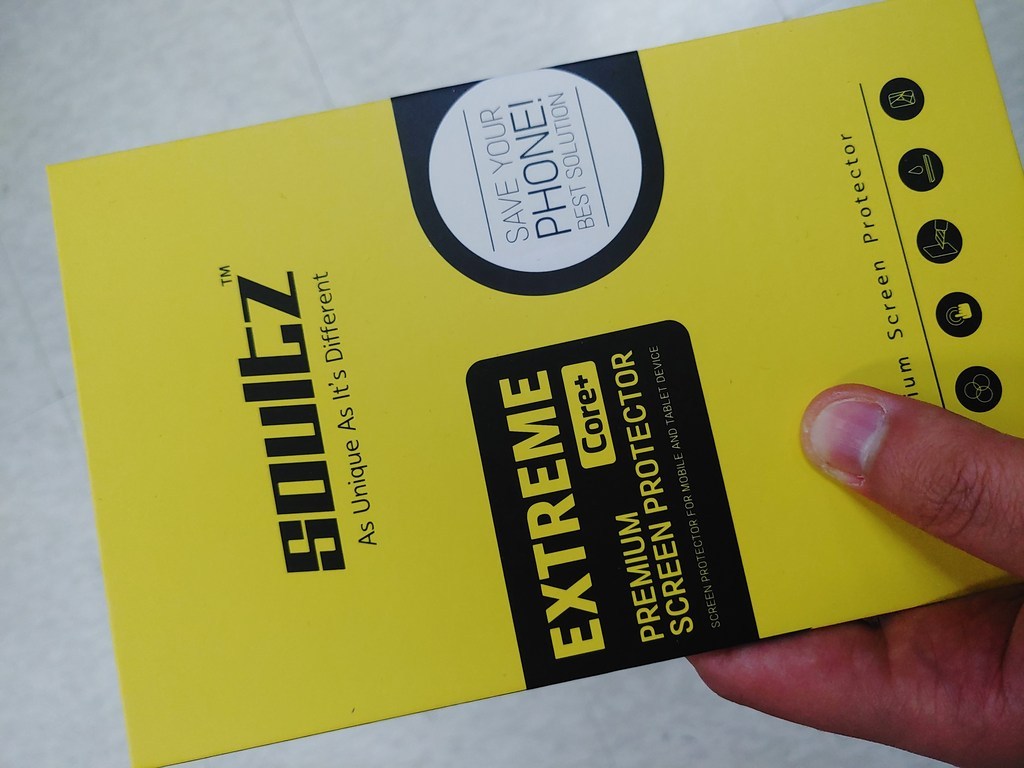 soultz™
As Unique As It's Different
SAVE YOUR
PHONE!
BEST SOLUTION
EXTREME
Core+
PREMIUM
SCREEN PROTECTOR
SCREEN PROTECTOR FOR MOBILE AND TABLET DEVICE
ium Screen Protector